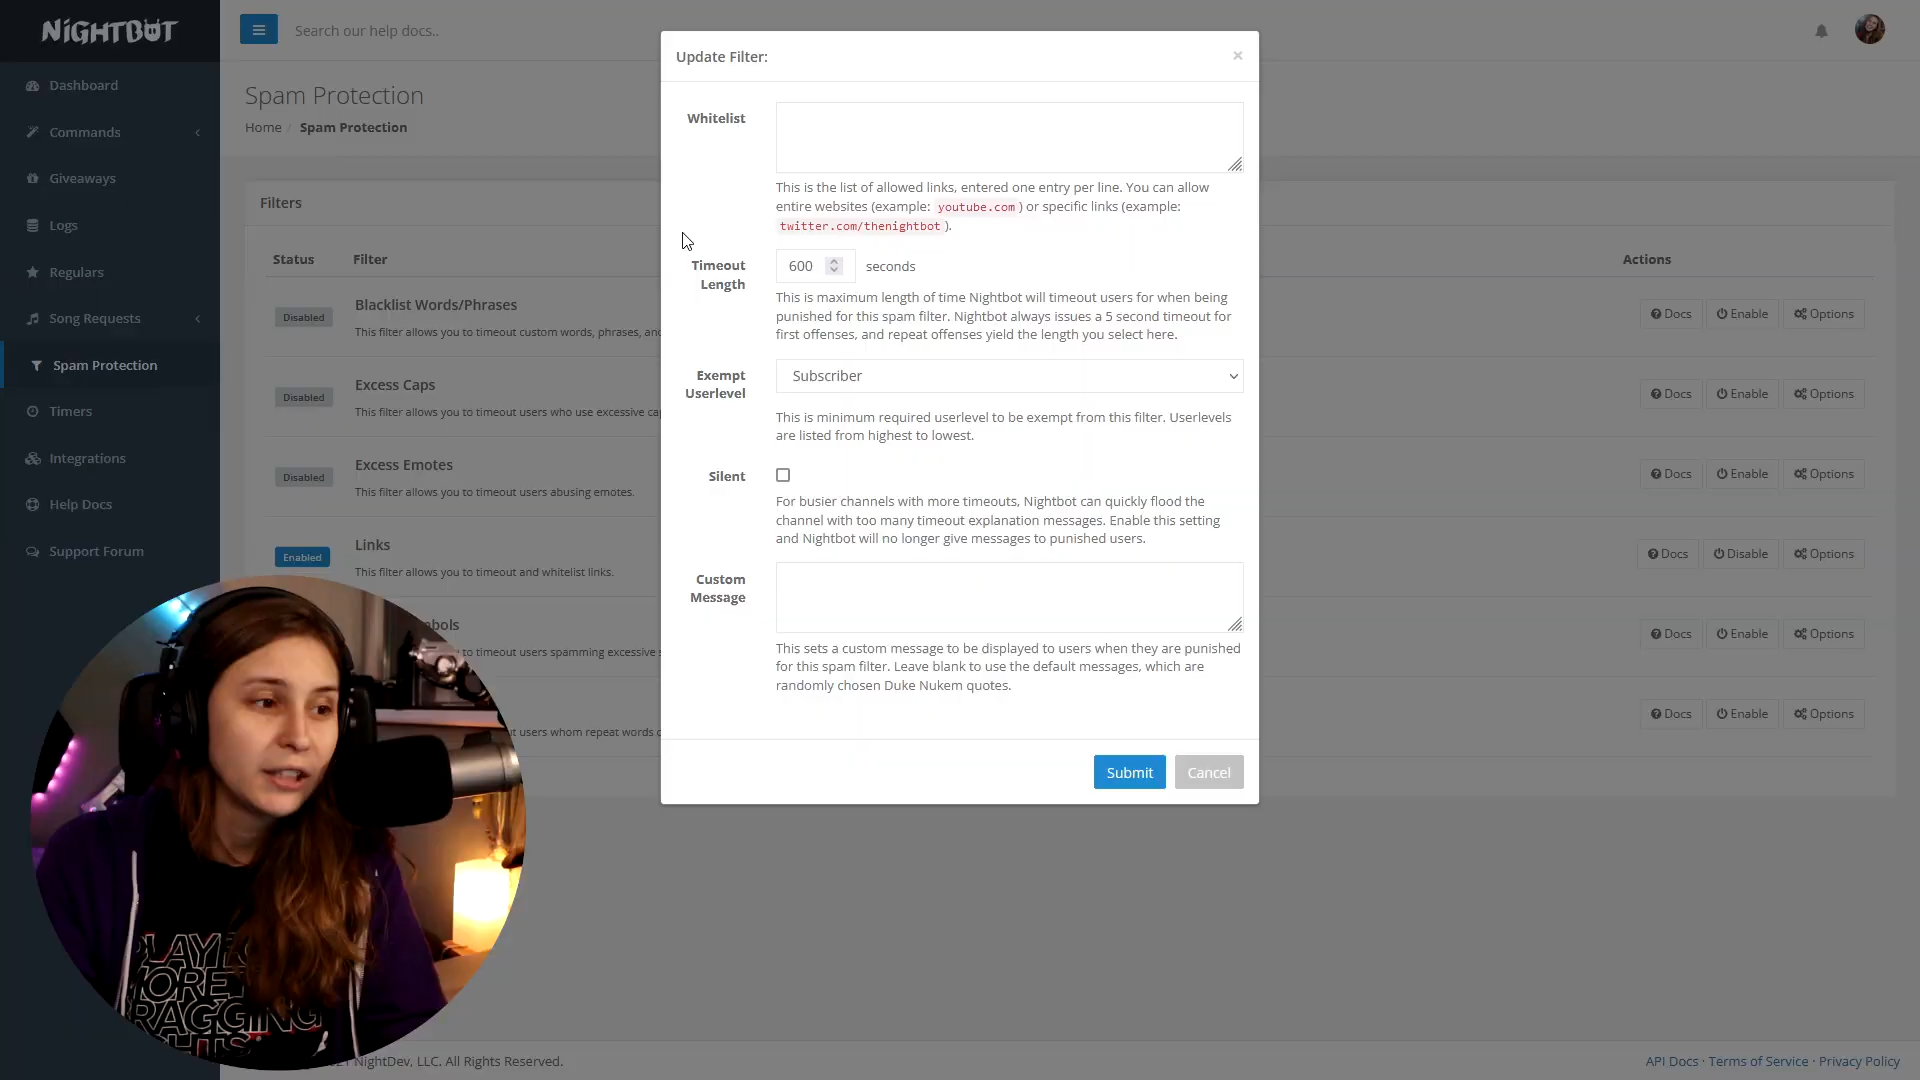 NiGHTBOT
Search our help docs..
Dashboard
Commands
Giveaways
Logs
Regulars
Song Requests
Spam Protection
Timers
Integrations
Help Docs
Support Forum
Spam Protection
Home / Spam Protection
Filters
Status Filter Actions
Disabled Blacklist Words/Phrases
This filter allows you to timeout custom words, phrases, and
Docs Enable Options
Disabled Excess Caps
This filter allows you to timeout users who use excessive
Docs Enable Options
Disabled Excess Emotes
This filter allows you to timeout users abusing emotes.
Docs Enable Options
Enabled Links
This filter allows you to timeout and whitelist links.
Docs Disable Options
to timeout users spamming excessive
Docs Enable Options
users whom repeat words
Docs Enable Options
Update Filter:
×
Whitelist
This is the list of allowed links, entered one entry per line. You can allow
entire websites (example: youtube.com) or specific links (example:
twitter.com/thenightbot ).
Timeout
Length
600 seconds
This is maximum length of time Nightbot will timeout users for when being
punished for this spam filter. Nightbot always issues a 5 second timeout for
first offenses, and repeat offenses yield the length you select here.
Exempt
Userlevel
Subscriber
This is minimum required userlevel to be exempt from this filter. Userlevels
are listed from highest to lowest.
Silent
For busier channels with more timeouts, Nightbot can quickly flood the
channel with too many timeout explanation messages. Enable this setting
and Nightbot will no longer give messages to punished users.
Custom
Message
This sets a custom message to be displayed to users when they are punished
for this spam filter. Leave blank to use the default messages, which are
randomly chosen Duke Nukem quotes.
Submit Cancel
NightDev, LLC. All Rights Reserved.
API Docs · Terms of Service · Privacy Policy